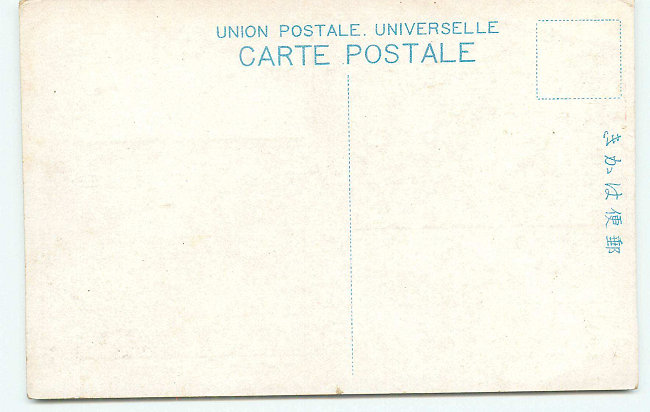 UNION POSTALE. UNIVERSELLE
CARTE POSTALE
郵便はかき